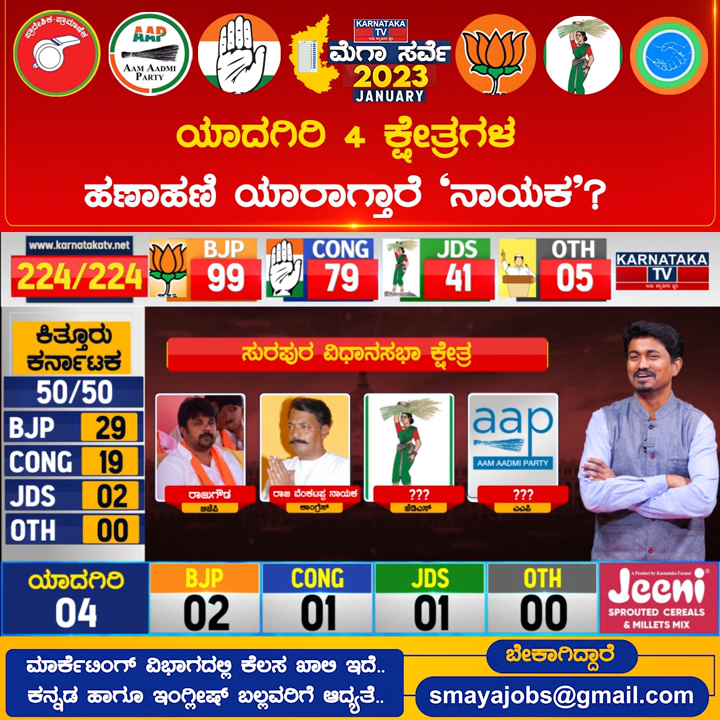 ಪ್ರಾದೇಶಿಕ-ಪ್ರಾಮಾಣಿಕ
AAP
AAM AADMI
PARTY
KARNATAKA
TV
ಮೆಗಾ ಸರ್ವೆ
2023
JANUARY
ಯಾದಗಿರಿ 4 ಕ್ಷೇತ್ರಗಳ
ಹಣಾಹಣಿ ಯಾರಾಗ್ತಾರೆ ‘ನಾಯಕ’?
www.karnatakatv.net
224/224
BJP
99
CONG
79
JDS
41
OTH
05
KARNATAKA
TV
ಕಿತ್ತೂರು
ಕರ್ನಾಟಕ
50/50
BJP 29
CONG 19
JDS 02
OTH 00
ಸುರಪುರ ವಿಧಾನಸಭಾ ಕ್ಷೇತ್ರ
aap
AAM AADMI PARTY
ರಾಜುಗೌಡ
ಬಿಜೆಪಿ
ರಾಜ ವೆಂಕಟಪ್ಪ ನಾಯಕ
ಕಾಂಗ್ರೆಸ್
???
ಜೆಡಿಎಸ್
???
ಎಎಪಿ
ಯಾದಗಿರಿ
04
BJP
02
CONG
01
JDS
01
OTH
00
A Product by Karnataka Farmer
Jeeni
SPROUTED CEREALS
& MILLETS MIX
ಮಾರ್ಕೆಟಿಂಗ್ ವಿಭಾಗದಲ್ಲಿ ಕೆಲಸ ಖಾಲಿ ಇದೆ..
ಕನ್ನಡ ಹಾಗೂ ಇಂಗ್ಲೀಷ್ ಬಲ್ಲವರಿಗೆ ಆದ್ಯತೆ..
ಬೇಕಾಗಿದ್ದಾರೆ
smayajobs@gmail.com